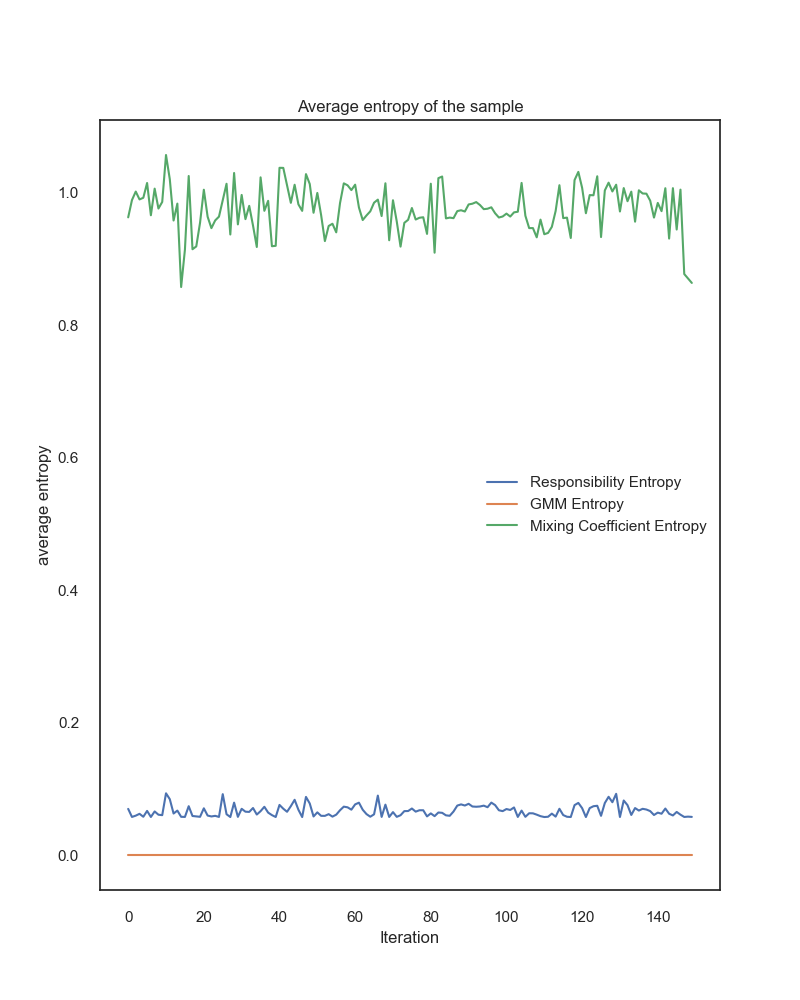 Average entropy of the sample
1.0
0.8
0.6
0.4
0.2
0.0
average entropy
Responsibility Entropy
GMM Entropy
Mixing Coefficient Entropy
0 20 40 60 80 100 120 140
Iteration